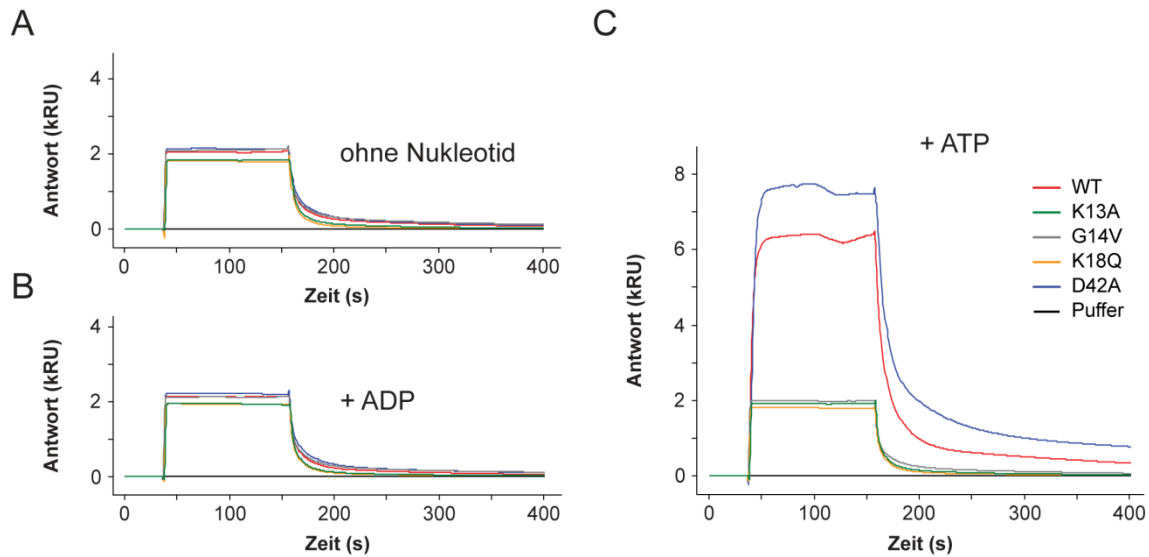 A
Antwort (kRU)
4
2
0
ohne Nukleotid
0
100
200
300
400
Zeit (s)
B
Antwort (kRU)
4
2
0
+ ADP
0
100
200
300
400
Zeit (s)
C
+ ATP
Antwort (kRU)
8
6
4
2
0
WT
K13A
G14V
K18Q
D42A
Puffer
0
100
200
300
400
Zeit (s)